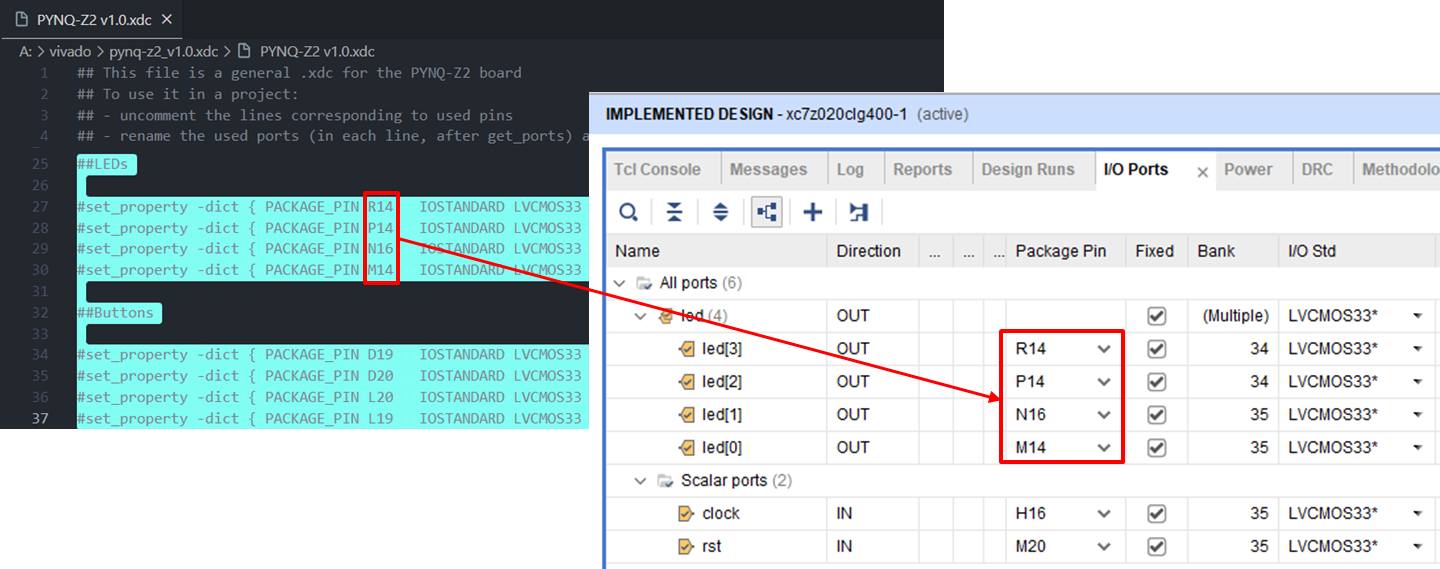 PYNQ-Z2 v1.0.xdc
A: > vivado > pynq-z2_v1.0.xdc > PYNQ-Z2 v1.0.xdc
1 ## This file is a general .xdc for the PYNQ-Z2 board
2 ## To use it in a project:
3 ## - uncomment the lines corresponding to used pins
4 ## - rename the used ports (in each line, after get_ports) a
25 ##LEDs
26
27 #set_property -dict { PACKAGE_PIN R14 IOSTANDARD LVCMOS33
28 #set_property -dict { PACKAGE_PIN P14 IOSTANDARD LVCMOS33
29 #set_property -dict { PACKAGE_PIN N16 IOSTANDARD LVCMOS33
30 #set_property -dict { PACKAGE_PIN M14 IOSTANDARD LVCMOS33
31
32 ##Buttons
33
34 #set_property -dict { PACKAGE_PIN D19 IOSTANDARD LVCMOS33
35 #set_property -dict { PACKAGE_PIN D20 IOSTANDARD LVCMOS33
36 #set_property -dict { PACKAGE_PIN L20 IOSTANDARD LVCMOS33
37 #set_property -dict { PACKAGE_PIN L19 IOSTANDARD LVCMOS33
IMPLEMENTED DESIGN - xc7z020clg400-1 (active)
Tcl Console Messages Log Reports Design Runs I/O Ports Power DRC Methodolo
Name Direction ... ... ... Package Pin Fixed Bank I/O Std
All ports (6)
led (4) OUT (Multiple) LVCMOS33*
led[3] OUT R14 34 LVCMOS33*
led[2] OUT P14 34 LVCMOS33*
led[1] OUT N16 35 LVCMOS33*
led[0] OUT M14 35 LVCMOS33*
Scalar ports (2)
clock IN H16 35 LVCMOS33*
rst IN M20 35 LVCMOS33*